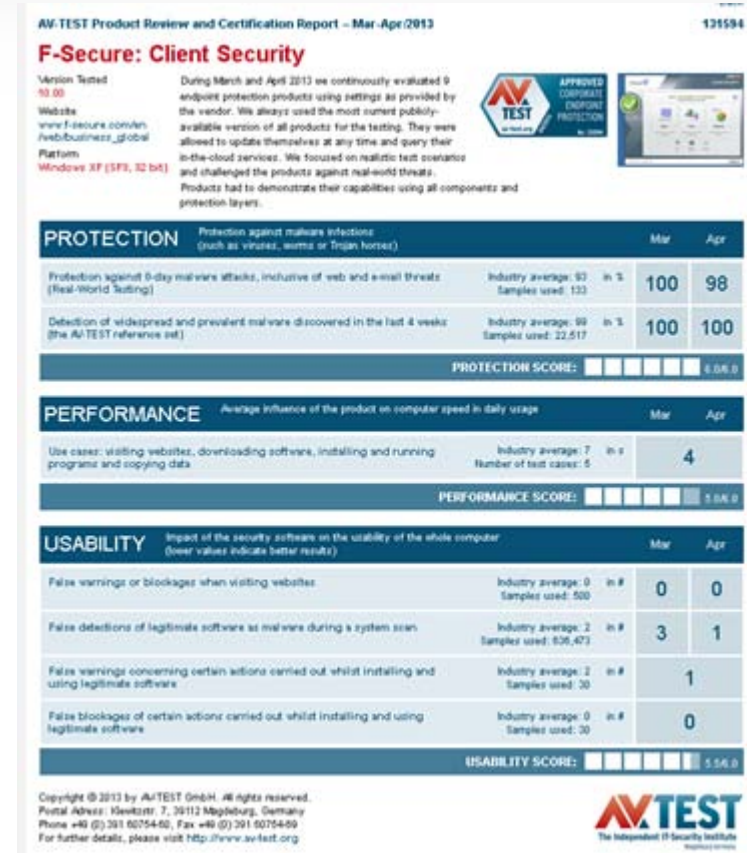 AV-TEST Product Review and Certification Report – Mar-Apr/2013
131594
F-Secure: Client Security
Version Tested
10.00
Website
www.f-secure.com/en
/web/business_global
Platform
Windows XP (SP3, 32 bit)
During March and April 2013 we continuously evaluated 9
endpoint protection products using settings as provided by
the vendor. We always used the most current publicly-
available version of all products for the testing. They were
allowed to update themselves at any time and query their
in-the-cloud services. We focused on realistic test scenarios
and challenged the products against real-world threats.
Products had to demonstrate their capabilities using all components and
protection layers.
AV TEST
av-test.org
APPROVED
CORPORATE
ENDPOINT
PROTECTION
PROTECTION
Protection against malware infections
(such as viruses, worms or Trojan horses)
Mar Apr
Protection against 0-day malware attacks, inclusive of web and e-mail threats
(Real-World Testing)
Industry average: 93 in %
Samples used: 133
100 98
Detection of widespread and prevalent malware discovered in the last 4 weeks
(the AV-TEST reference set)
Industry average: 99 in %
Samples used: 22,517
100 100
PROTECTION SCORE: 6.0/6.0
PERFORMANCE
Average influence of the product on computer speed in daily usage
Mar Apr
Use cases: visiting websites, downloading software, installing and running
programs and copying data
Industry average: 7 in s
Number of test cases: 5
4
PERFORMANCE SCORE: 5.0/6.0
USABILITY
Impact of the security software on the usability of the whole computer
(lower values indicate better results)
Mar Apr
False warnings or blockages when visiting websites
Industry average: 0 in #
Samples used: 500
0 0
False detections of legitimate software as malware during a system scan
Industry average: 2 in #
Samples used: 636,473
3 1
False warnings concerning certain actions carried out whilst installing and
using legitimate software
Industry average: 2 in #
Samples used: 30
1
False blockages of certain actions carried out whilst installing and using
legitimate software
Industry average: 0 in #
Samples used: 30
0
USABILITY SCORE: 5.5/6.0
Copyright © 2013 by AV-TEST GmbH. All rights reserved.
Postal Adress: Klewitzstr. 7, 39112 Magdeburg, Germany
Phone +49 (0) 391 60754-60, Fax +49 (0) 391 60754-69
For further details, please visit http://www.av-test.org
AV TEST
The Independent IT-Security Institute
Magdeburg Germany